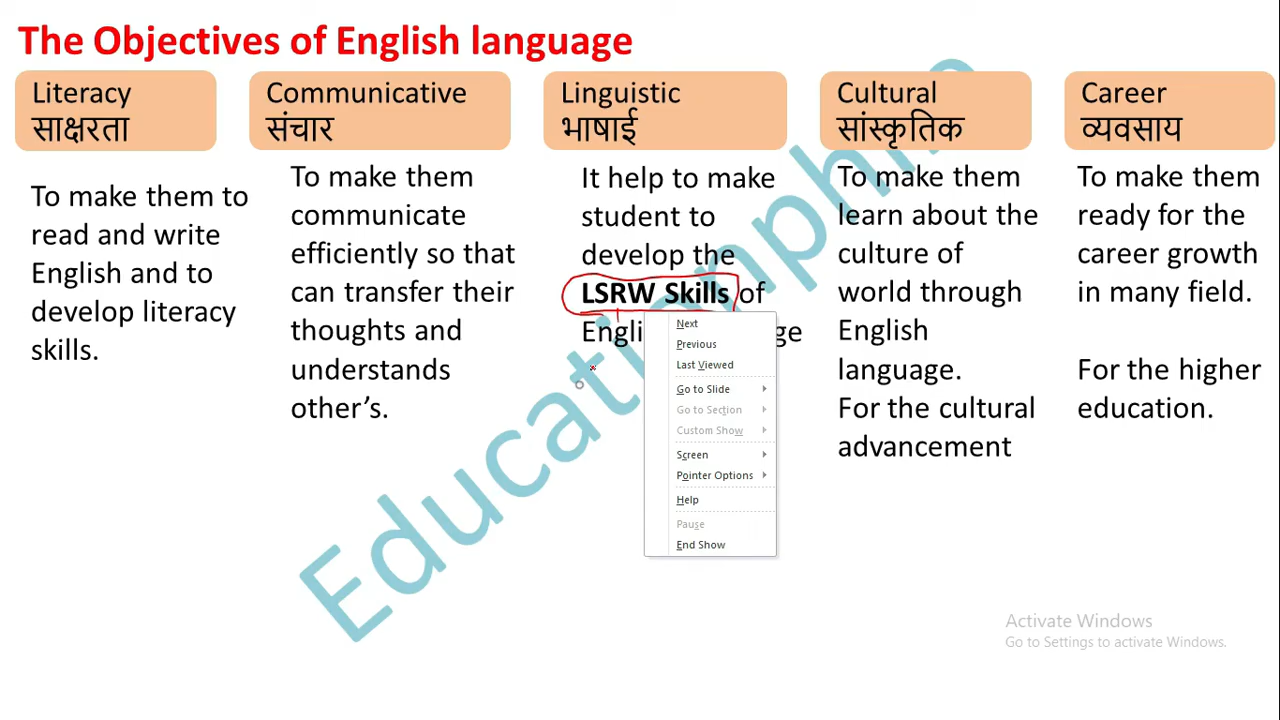 The Objectives of English language
Literacy
साक्षरता
To make them to
read and write
English and to
develop literacy
skills.
Communicative
संचार
To make them
communicate
efficiently so that
can transfer their
thoughts and
understands
other’s.
Linguistic
भाषाई
It help to make
student to
develop the
LSRW Skills of
Engli ge
Cultural
सांस्कृतिक
To make them
learn about the
culture of
world through
English
language.
For the cultural
advancement
Career
व्यवसाय
To make them
ready for the
career growth
in many field.
For the higher
education.
Next
Previous
Last Viewed
Go to Slide
Go to Section
Custom Show
Screen
Pointer Options
Help
Pause
End Show
Activate Windows
Go to Settings to activate Windows.